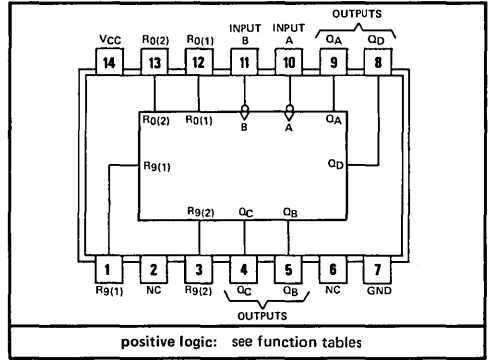 OUTPUTS
VCC R0(2) R0(1) INPUT B INPUT A QA QD
14 13 12 11 10 9 8
R0(2) R0(1) B A QA
R9(1) QD
R9(2) QC QB
1 2 3 4 5 6 7
R9(1) NC R9(2) QC QB NC GND
OUTPUTS
positive logic: see function tables